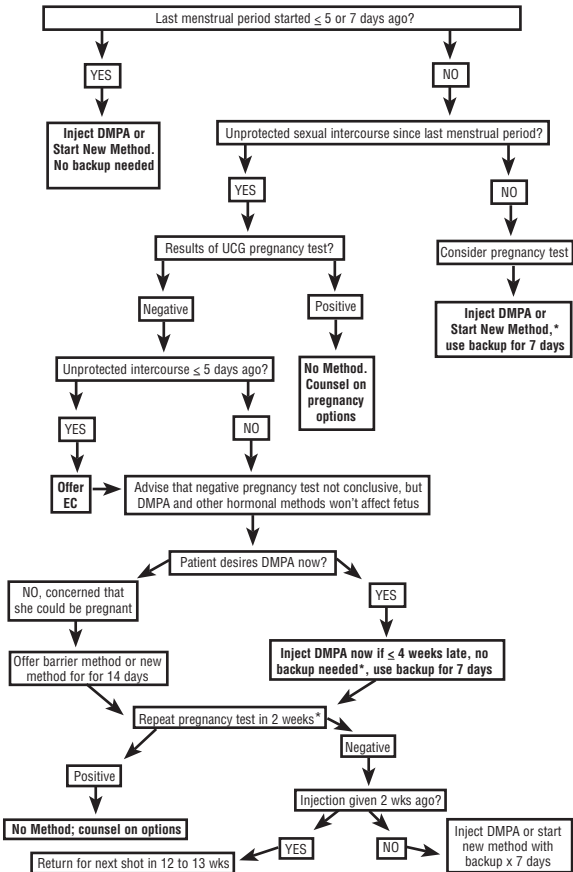 Last menstrual period started ≤ 5 or 7 days ago?
YES
NO
Inject DMPA or
Start New Method.
No backup needed
Unprotected sexual intercourse since last menstrual period?
YES
NO
Results of UCG pregnancy test?
Consider pregnancy test
Negative
Positive
Inject DMPA or
Start New Method,*
use backup for 7 days
Unprotected intercourse ≤ 5 days ago?
No Method.
Counsel on
pregnancy
options
YES
NO
Offer
EC
Advise that negative pregnancy test not conclusive, but
DMPA and other hormonal methods won't affect fetus
Patient desires DMPA now?
NO, concerned that
she could be pregnant
YES
Offer barrier method or new
method for for 14 days
Inject DMPA now if ≤ 4 weeks late, no
backup needed*, use backup for 7 days
Repeat pregnancy test in 2 weeks*
Negative
Positive
Injection given 2 wks ago?
No Method; counsel on options
YES
NO
Inject DMPA or start
new method with
backup x 7 days
Return for next shot in 12 to 13 wks